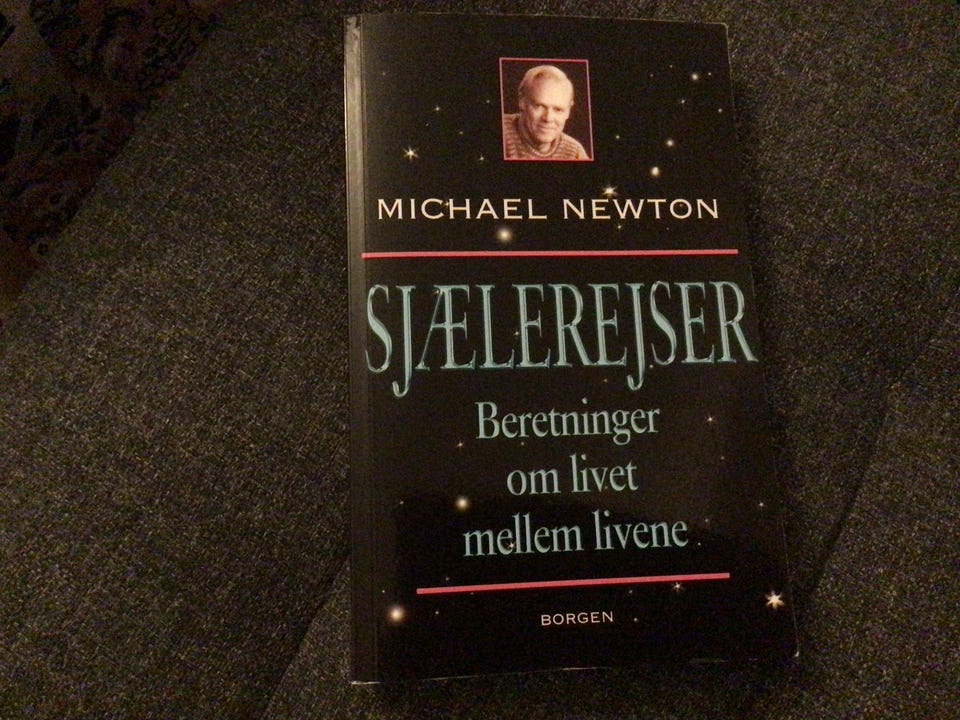 MICHAEL NEWTON
SJÆLEREJSER
Beretninger
om livet
mellem livene
BORGEN